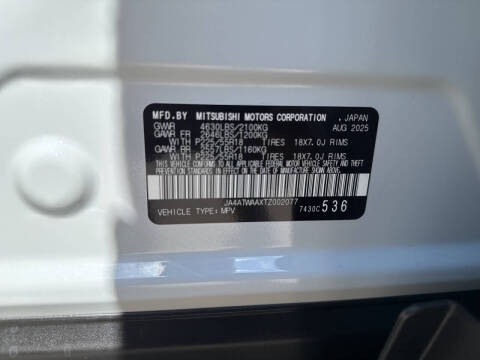 MFD.BY MITSUBISHI MOTORS CORPORATION , JAPAN
GVWR 4630LBS/2100KG AUG 2025
GAWR FR 2646LBS/1200KG
WITH P225/55R18 TIRES 18X7.0J RIMS
GAWR RR 2557LBS/1160KG
WITH P225/55R18 TIRES 18X7.0J RIMS
THIS VEHICLE CONFORMS TO ALL APPLICABLE FEDERAL MOTOR VEHICLE SAFETY
AND THEFT PREVENTION STANDARDS IN EFFECT ON THE DATE OF MANUFACTURE SHOWN ABOVE.
JA4ATWAAXTZ002077
VEHICLE TYPE: MPV 7430C 536